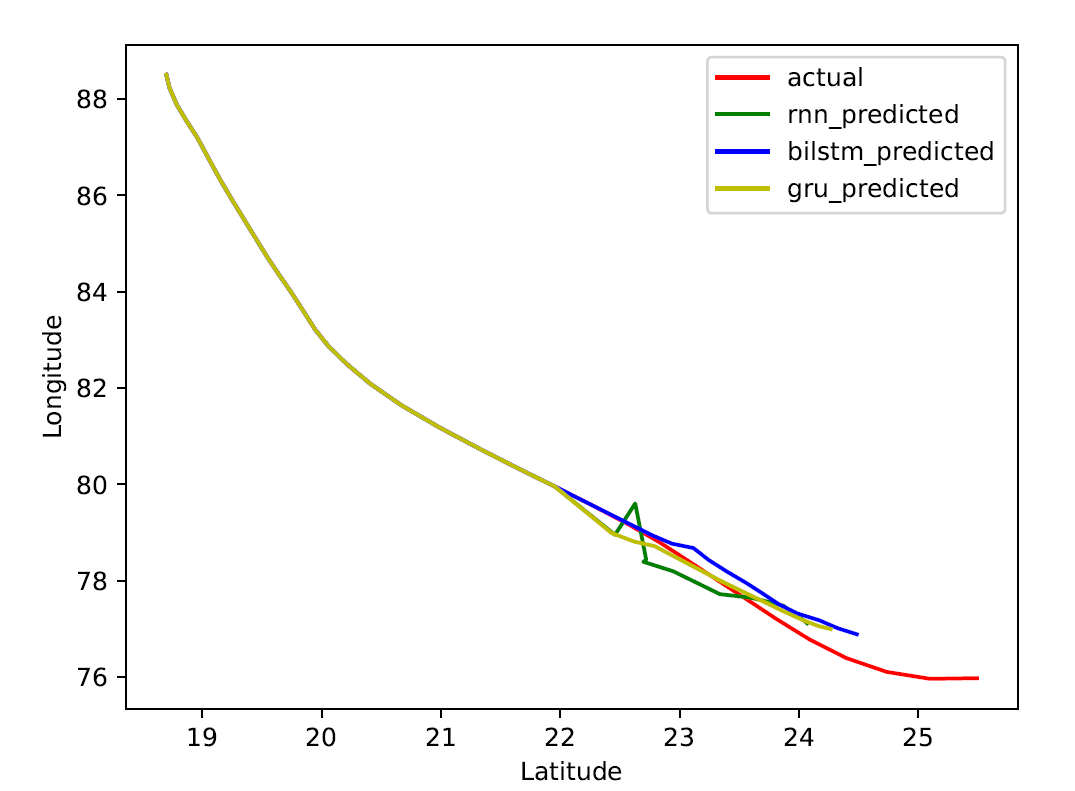 actual
rnn_predicted
bilstm_predicted
gru_predicted
88
86
84
82
80
78
76
Longitude
19 20 21 22 23 24 25
Latitude